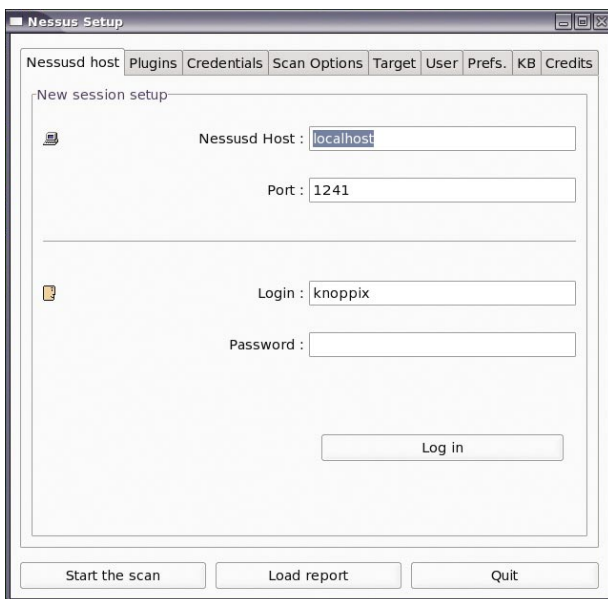 Nessus Setup
Nessusd host Plugins Credentials Scan Options Target User Prefs. KB Credits
New session setup
Nessusd Host : localhost
Port : 1241
Login : knoppix
Password :
Log in
Start the scan Load report Quit